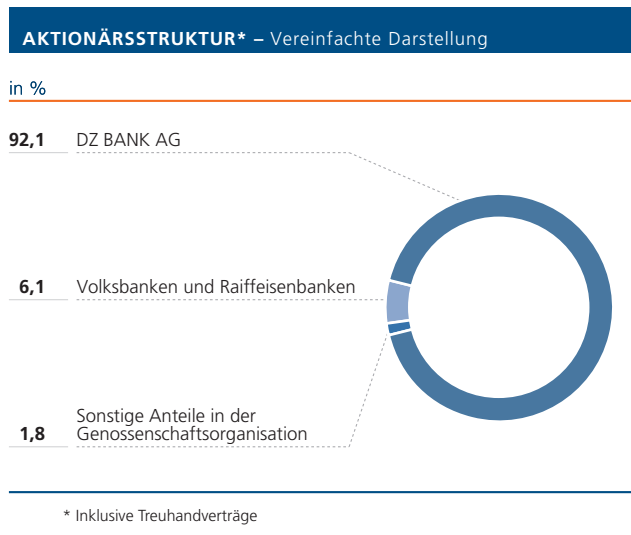 AKTIONÄRSSTRUKTUR* – Vereinfachte Darstellung
in %
92,1 DZ BANK AG
6,1 Volksbanken und Raiffeisenbanken
Sonstige Anteile in der
1,8 Genossenschaftsorganisation
* Inklusive Treuhandverträge